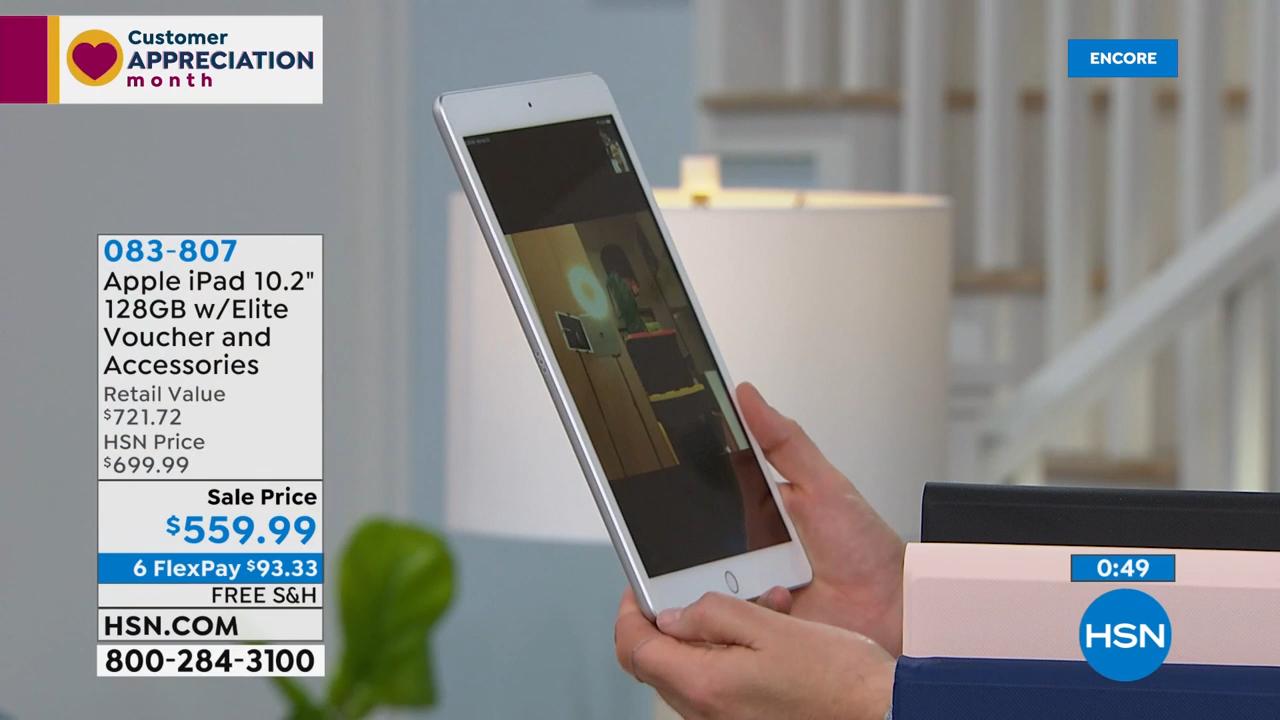 Customer
APPRECIATION
month
ENCORE
083-807
Apple iPad 10.2"
128GB w/Elite
Voucher and
Accessories
Retail Value
$721.72
HSN Price
$699.99
Sale Price
$559.99
6 FlexPay $93.33
FREE S&H
HSN.COM
800-284-3100
0:49
HSN